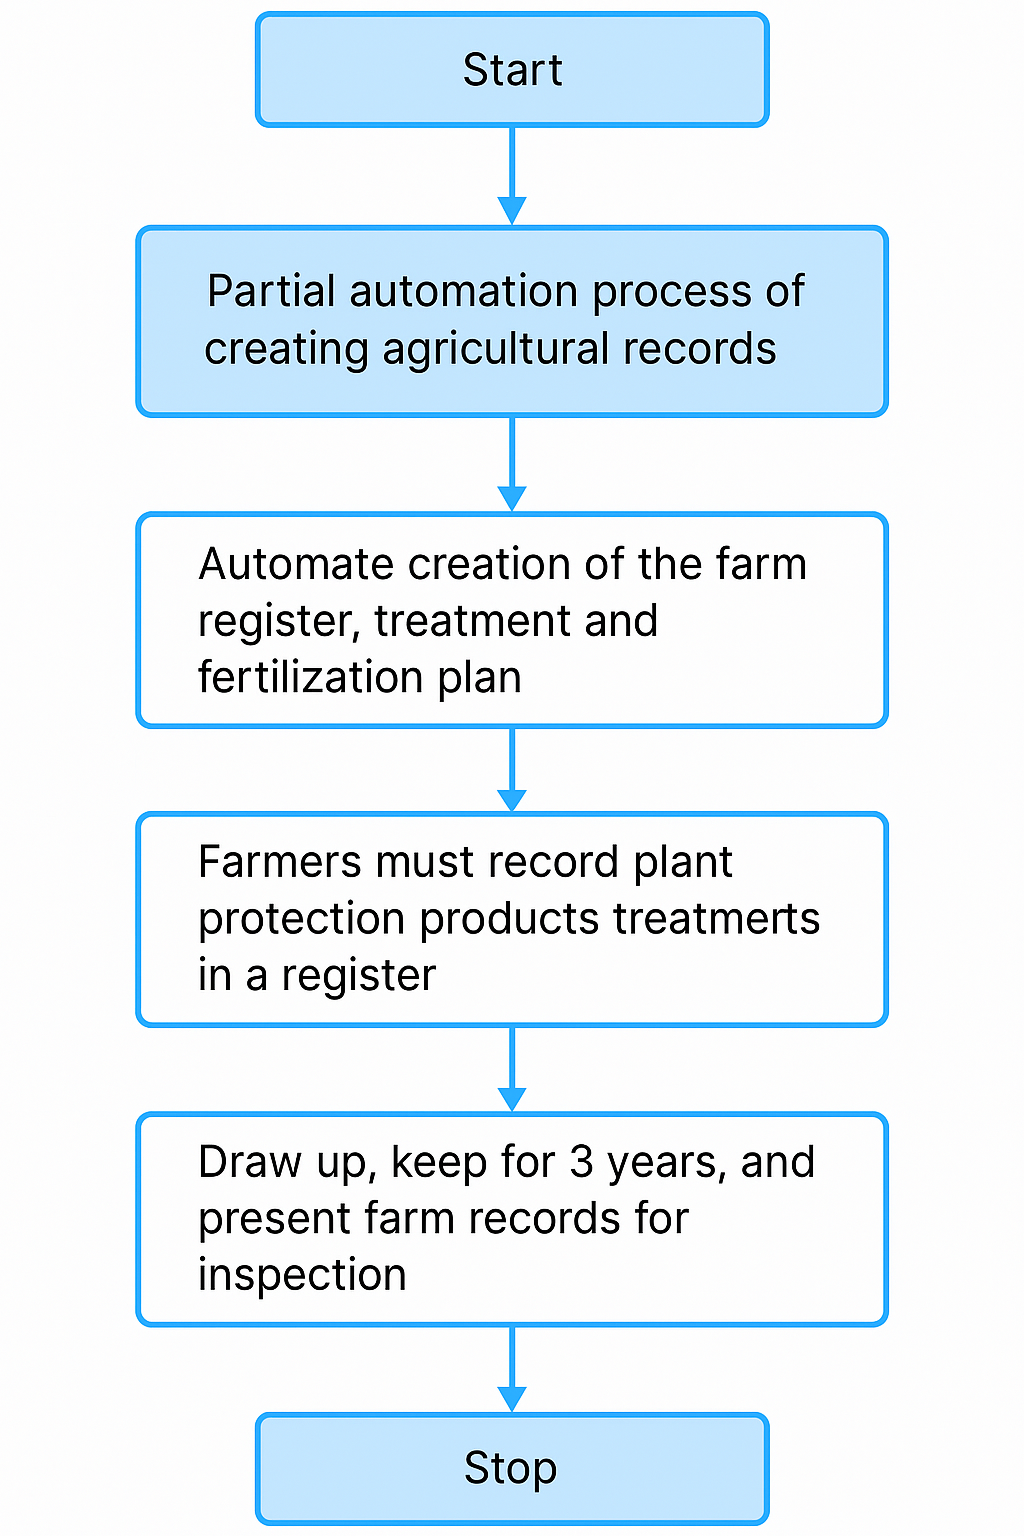 Start
Partial automation process of
creating agricultural records
Automate creation of the farm
register, treatment and
fertilization plan
Farmers must record plant
protection products treatmerts
in a register
Draw up, keep for 3 years, and
present farm records for
inspection
Stop